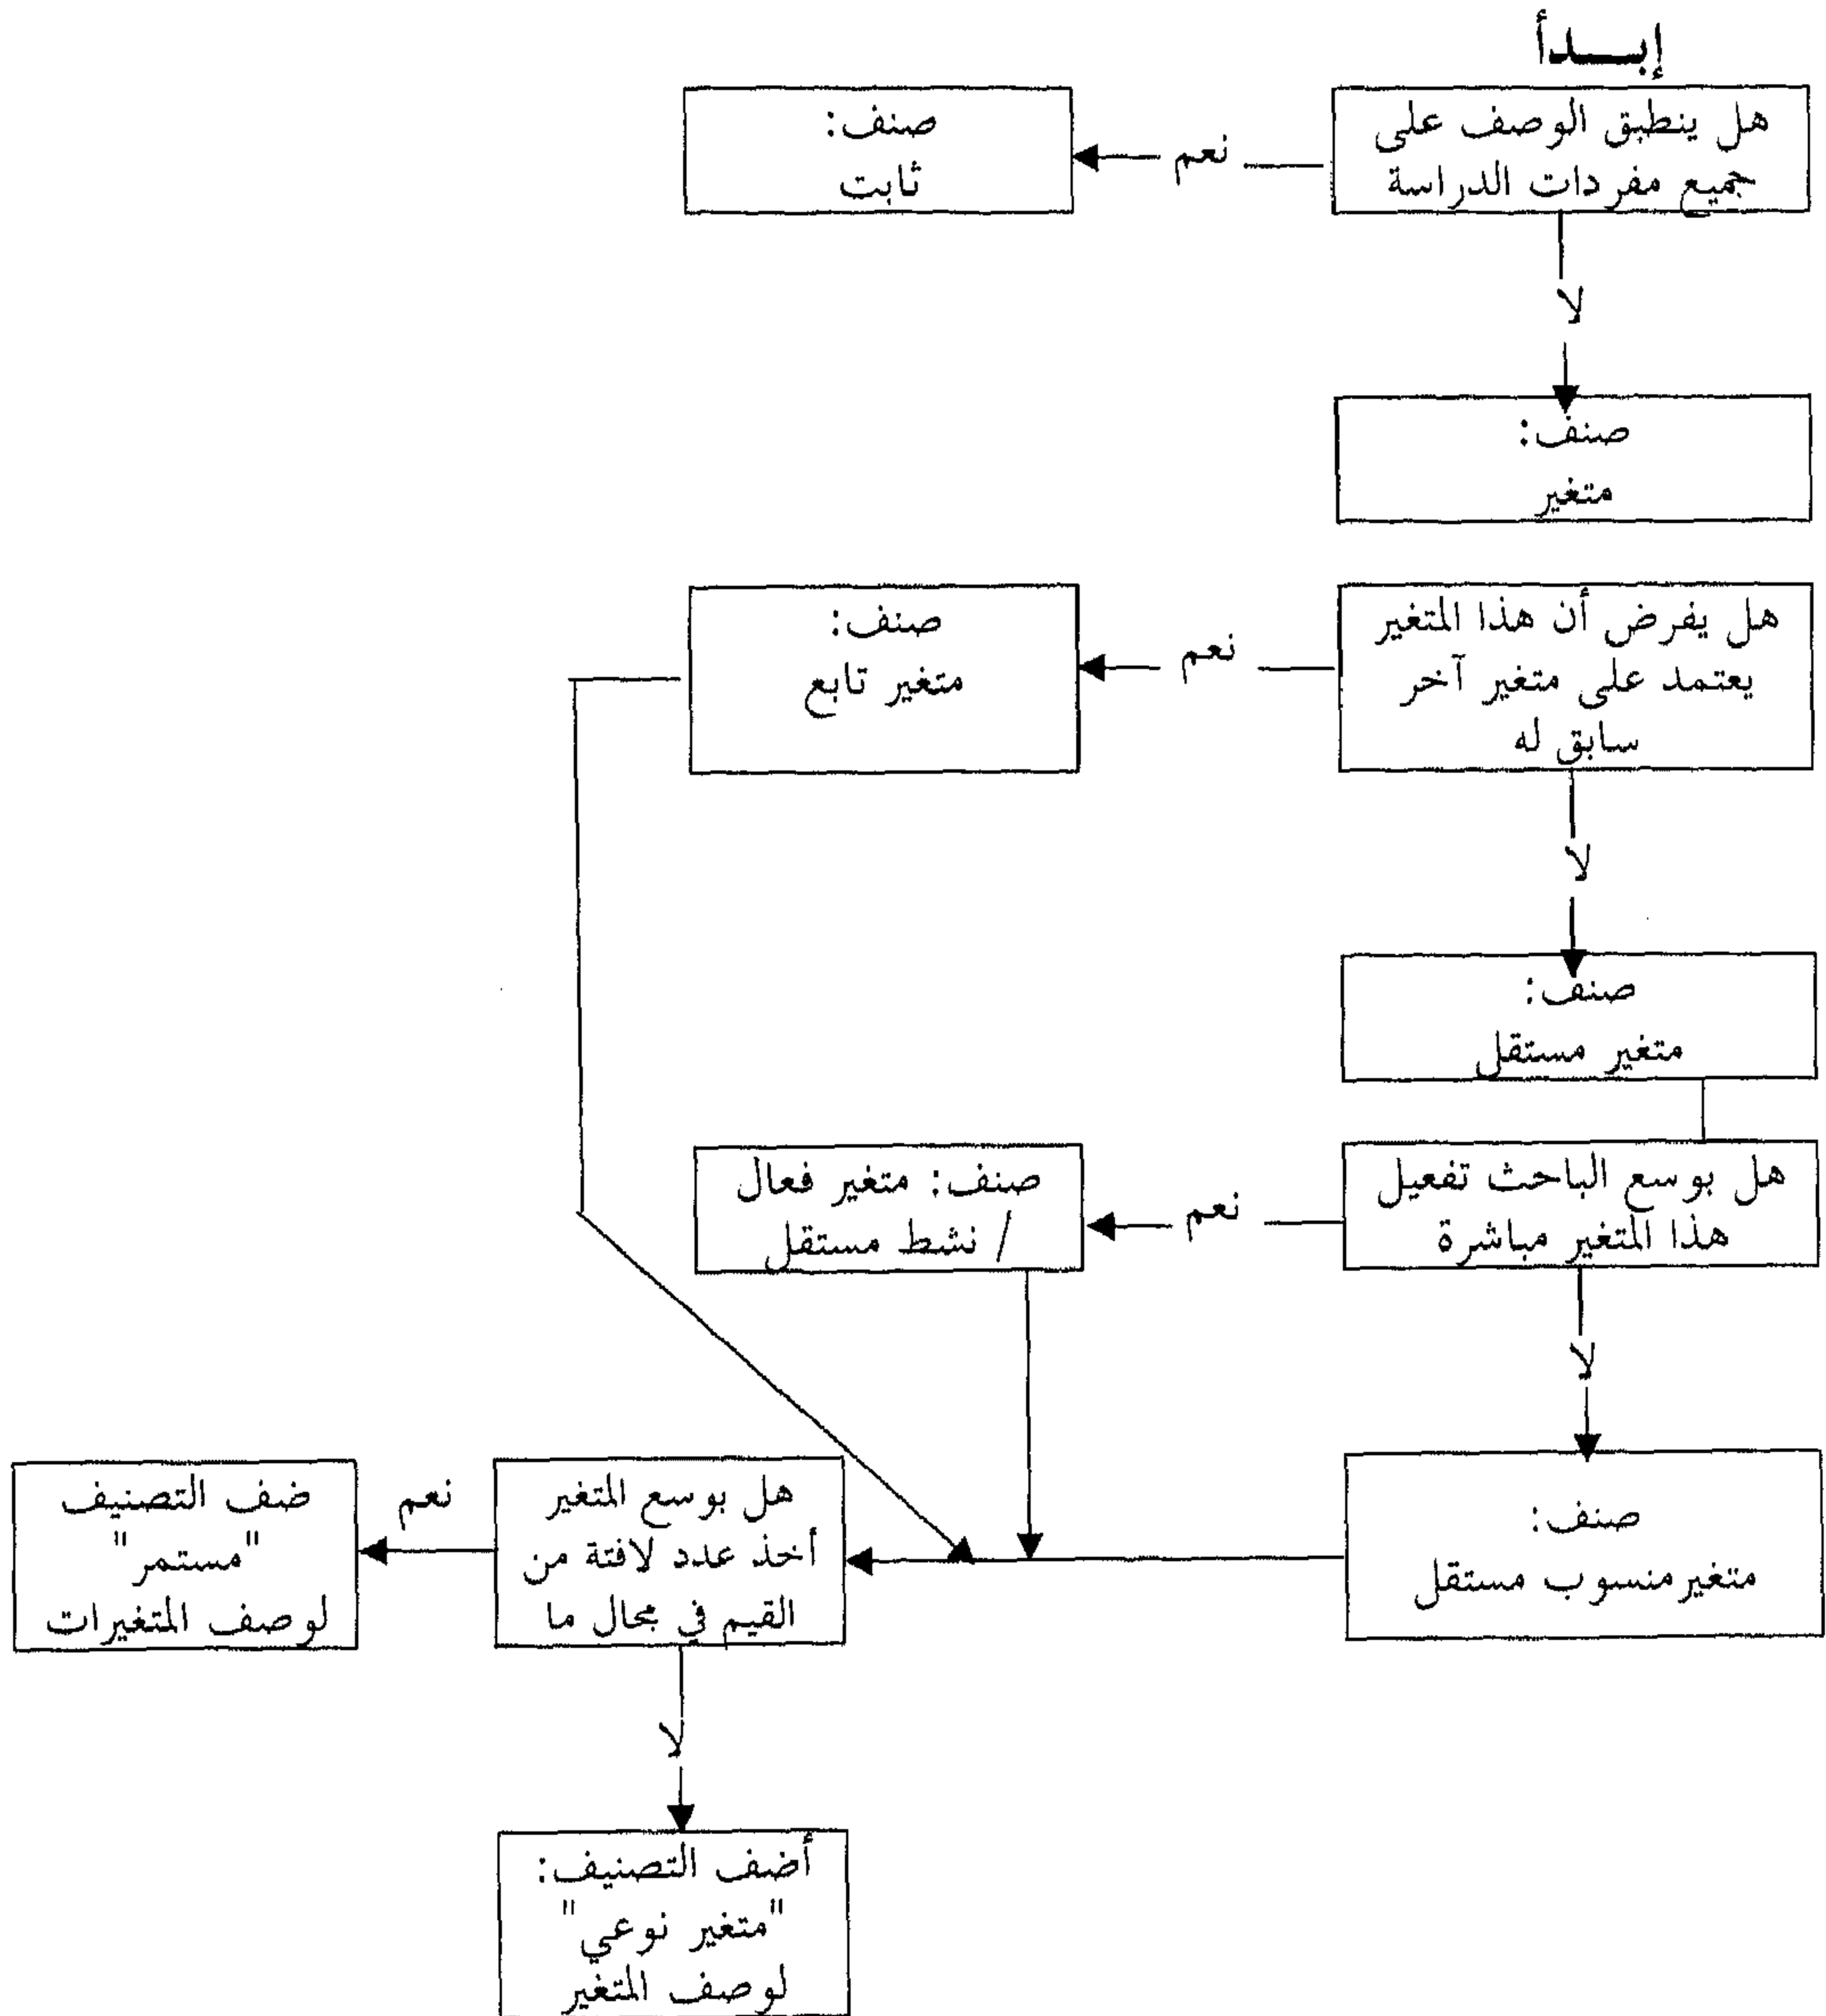 إبـــدأ
هل ينطبق الوصف على
جميع مفردات الدراسة
نعم
صنف:
ثابت
لا
صنف:
متغير
هل يفرض أن هذا المتغير
يعتمد على متغير آخر
سابق له
نعم
صنف:
متغير تابع
لا
صنف:
متغير مستقل
هل بوسع الباحث تفعيل
هذا المتغير مباشرة
نعم
صنف: متغير فعال
/ نشط مستقل
لا
صنف:
متغير منسوب مستقل
هل بوسع المتغير
أخذ عدد لافتة من
القيم في مجال ما
نعم
ضف التصنيف
"مستمر"
لوصف المتغيرات
لا
أضف التصنيف:
"متغير نوعي"
لوصف المتغير